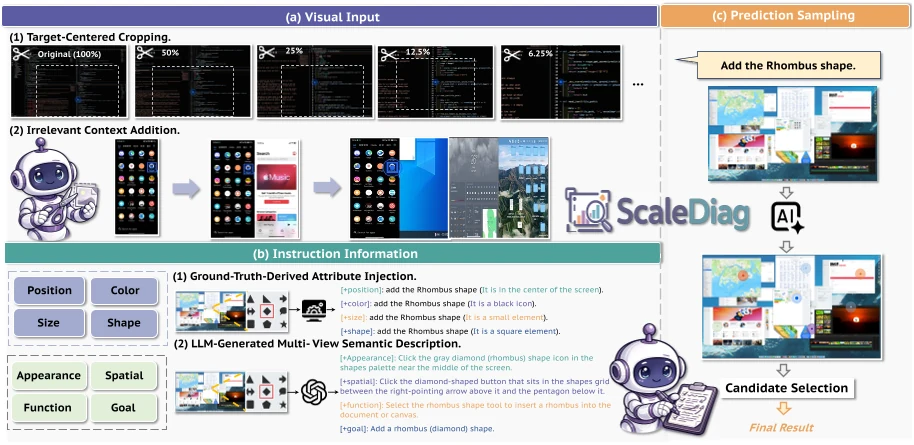 (a) Visual Input
(1) Target-Centered Cropping.
Original (100%)
50%
25%
12.5%
6.25%
...
(2) Irrelevant Context Addition.
Music
ScaleDiag
(b) Instruction Information
Position
Color
Size
Shape
(1) Ground-Truth-Derived Attribute Injection.
[+position]: add the Rhombus shape (It is in the center of the screen).
[+color]: add the Rhombus shape (It is a black icon).
[+size]: add the Rhombus shape (It is a small element).
[+shape]: add the Rhombus shape (It is a square element).
Appearance
Spatial
Function
Goal
(2) LLM-Generated Multi- View Semantic Description.
[+Appearance]: Click the gray diamond (rhombus) shape icon in the
shapes palette near the middle of the screen.
[+spatial]: Click the diamond-shaped button that sits in the shapes grid
between the right-pointing arrow above it and the pentagon below it.
[+function]: Select the rhombus shape tool to insert a rhombus into the
document or canvas.
[+goal]: Add a rhombus (diamond) shape.
(c) Prediction Sampling
Add the Rhombus shape.
AI
Candidate Selection
Final Result